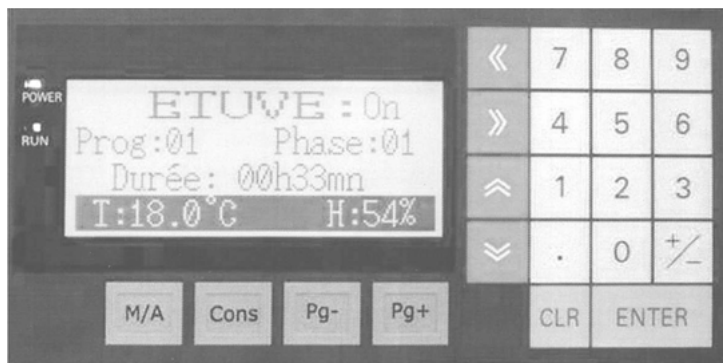 POWER
RUN
ETUVE : On
Prog:01 Phase:01
Durée: 00h33mn
T:18.0°C H:54%
M/A Cons Pg- Pg+
7 8 9
4 5 6
1 2 3
. 0 +/-
CLR ENTER